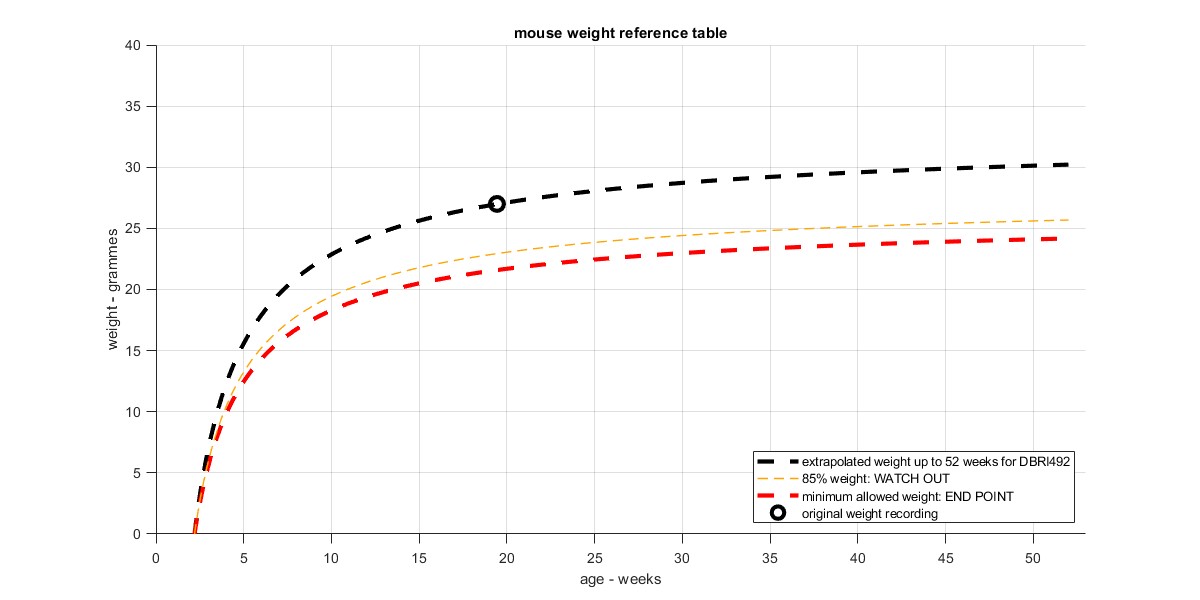 mouse weight reference table
40
35
30
25
20
15
10
5
0
weight - grammes
0 5 10 15 20 25 30 35 40 45 50
age - weeks
extrapolated weight up to 52 weeks for DBRI492
85% weight: WATCH OUT
minimum allowed weight: END POINT
original weight recording